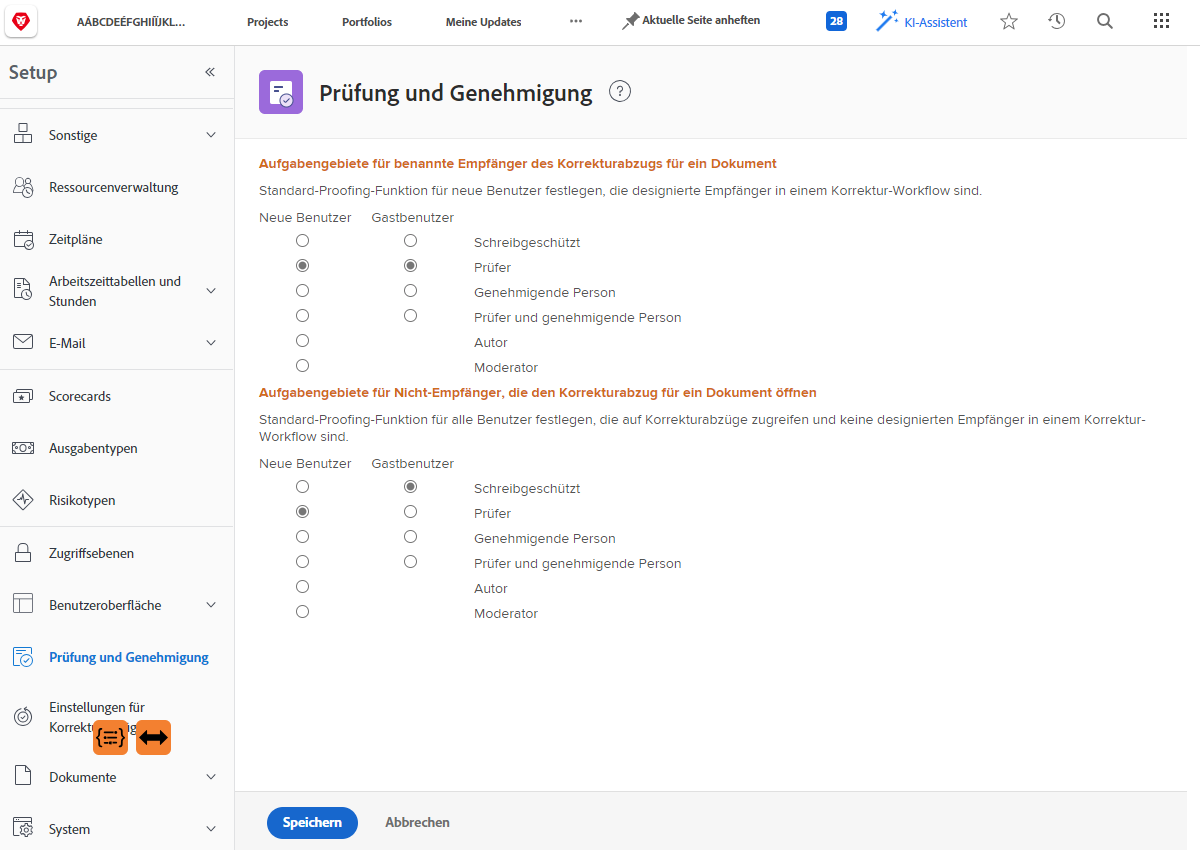 AÁBCDEÉFGHIÍÏJKL...
Projects
Portfolios
Meine Updates
Aktuelle Seite anheften
28
KI-Assistent
Setup
Sonstige
Ressourcenverwaltung
Zeitpläne
Arbeitszeittabellen und
Stunden
E-Mail
Scorecards
Ausgabentypen
Risikotypen
Zugriffsebenen
Benutzeroberfläche
Prüfung und Genehmigung
Einstellungen für
Dokumente
System
Prüfung und Genehmigung
Aufgabengebiete für benannte Empfänger des Korrekturabzugs für ein Dokument
Standard-Proofing-Funktion für neue Benutzer festlegen, die designierte Empfänger in einem Korrektur-Workflow sind.
Neue Benutzer Gastbenutzer
Schreibgeschützt
Prüfer
Genehmigende Person
Prüfer und genehmigende Person
Autor
Moderator
Aufgabengebiete für Nicht-Empfänger, die den Korrekturabzug für ein Dokument öffnen
Standard-Proofing-Funktion für alle Benutzer festlegen, die auf Korrekturabzüge zugreifen und keine designierten Empfänger in einem Korrektur-
Workflow sind.
Neue Benutzer Gastbenutzer
Schreibgeschützt
Prüfer
Genehmigende Person
Prüfer und genehmigende Person
Autor
Moderator
Speichern
Abbrechen